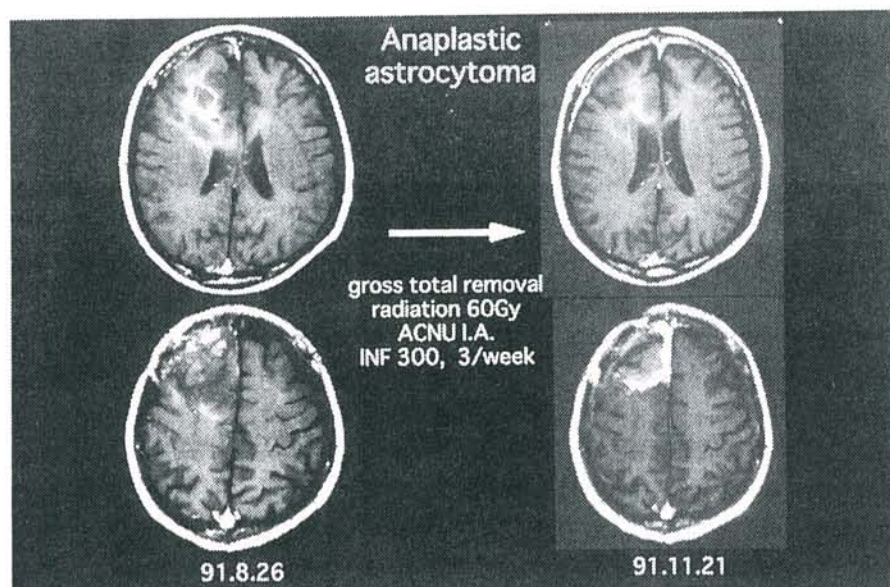 Anaplastic
astrocytoma
gross total removal
radiation 60Gy
ACNU I.A.
INF 300, 3/week
91.8.26
91.11.21